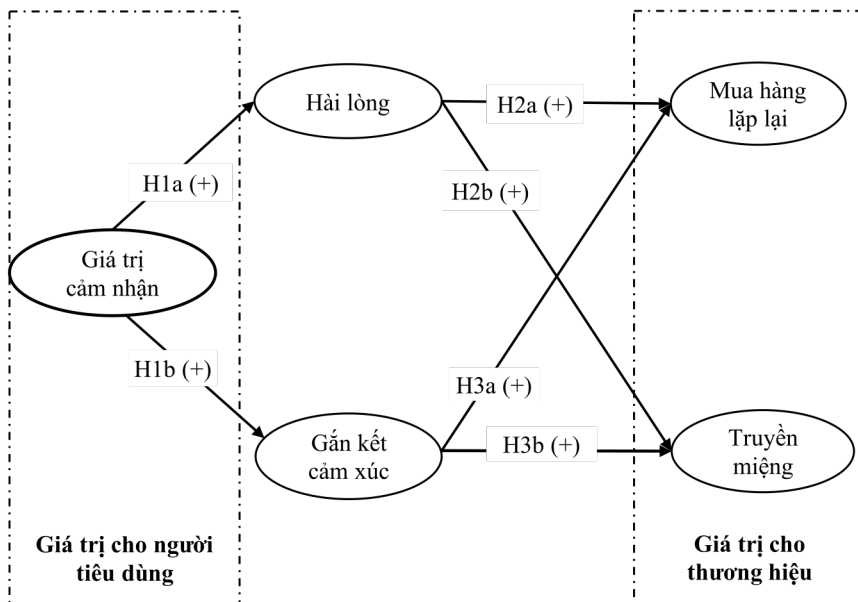 Hài lòng
H2a (+)
Mua hàng
lặp lại
H1a (+)
H2b (+)
Giá trị
cảm nhận
H1b (+)
H3a (+)
Gắn kết
cảm xúc
H3b (+)
Truyền
miệng
Giá trị cho người
tiêu dùng
Giá trị cho
thương hiệu